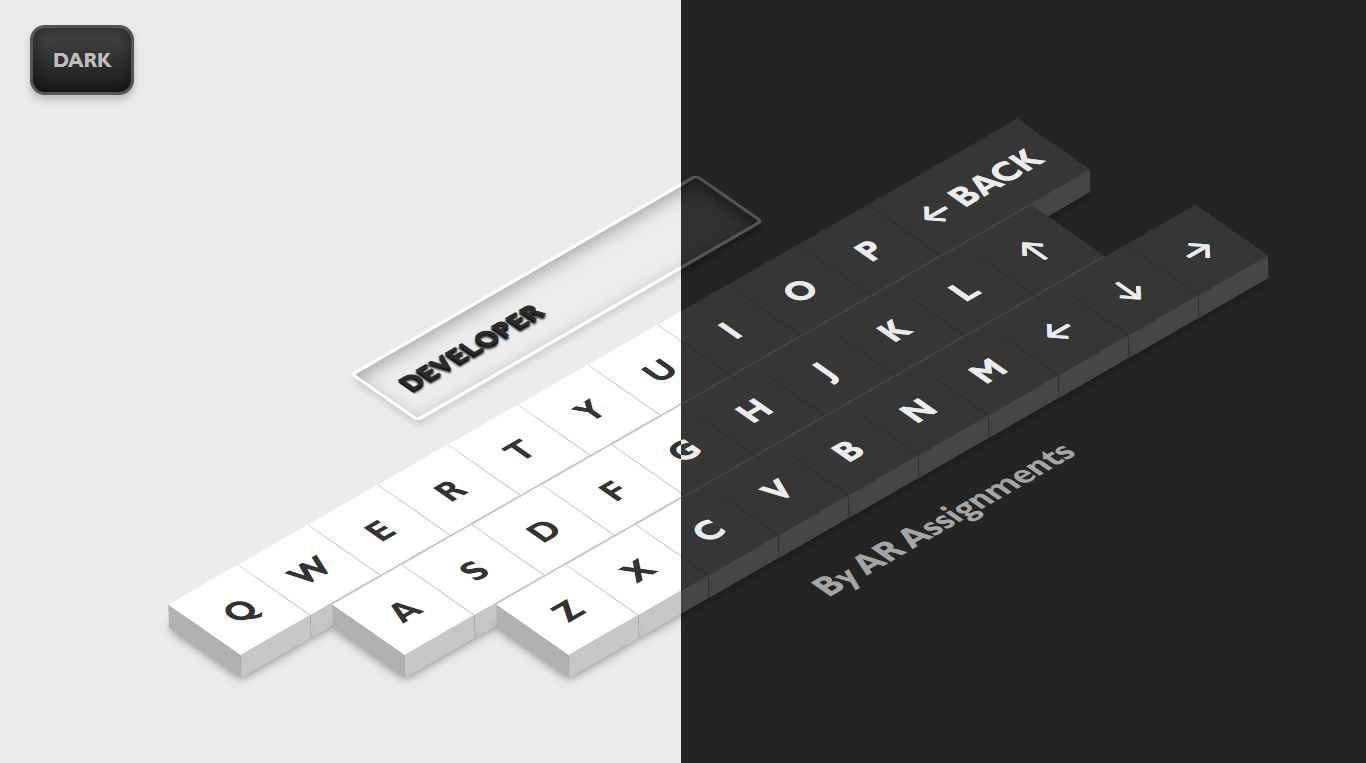 DARK
DEVELOPER
Q W E R T Y U I O P ← BACK
A S D F G H J K L ↑
Z X C V B N M ← ↓ →
By AR Assignments